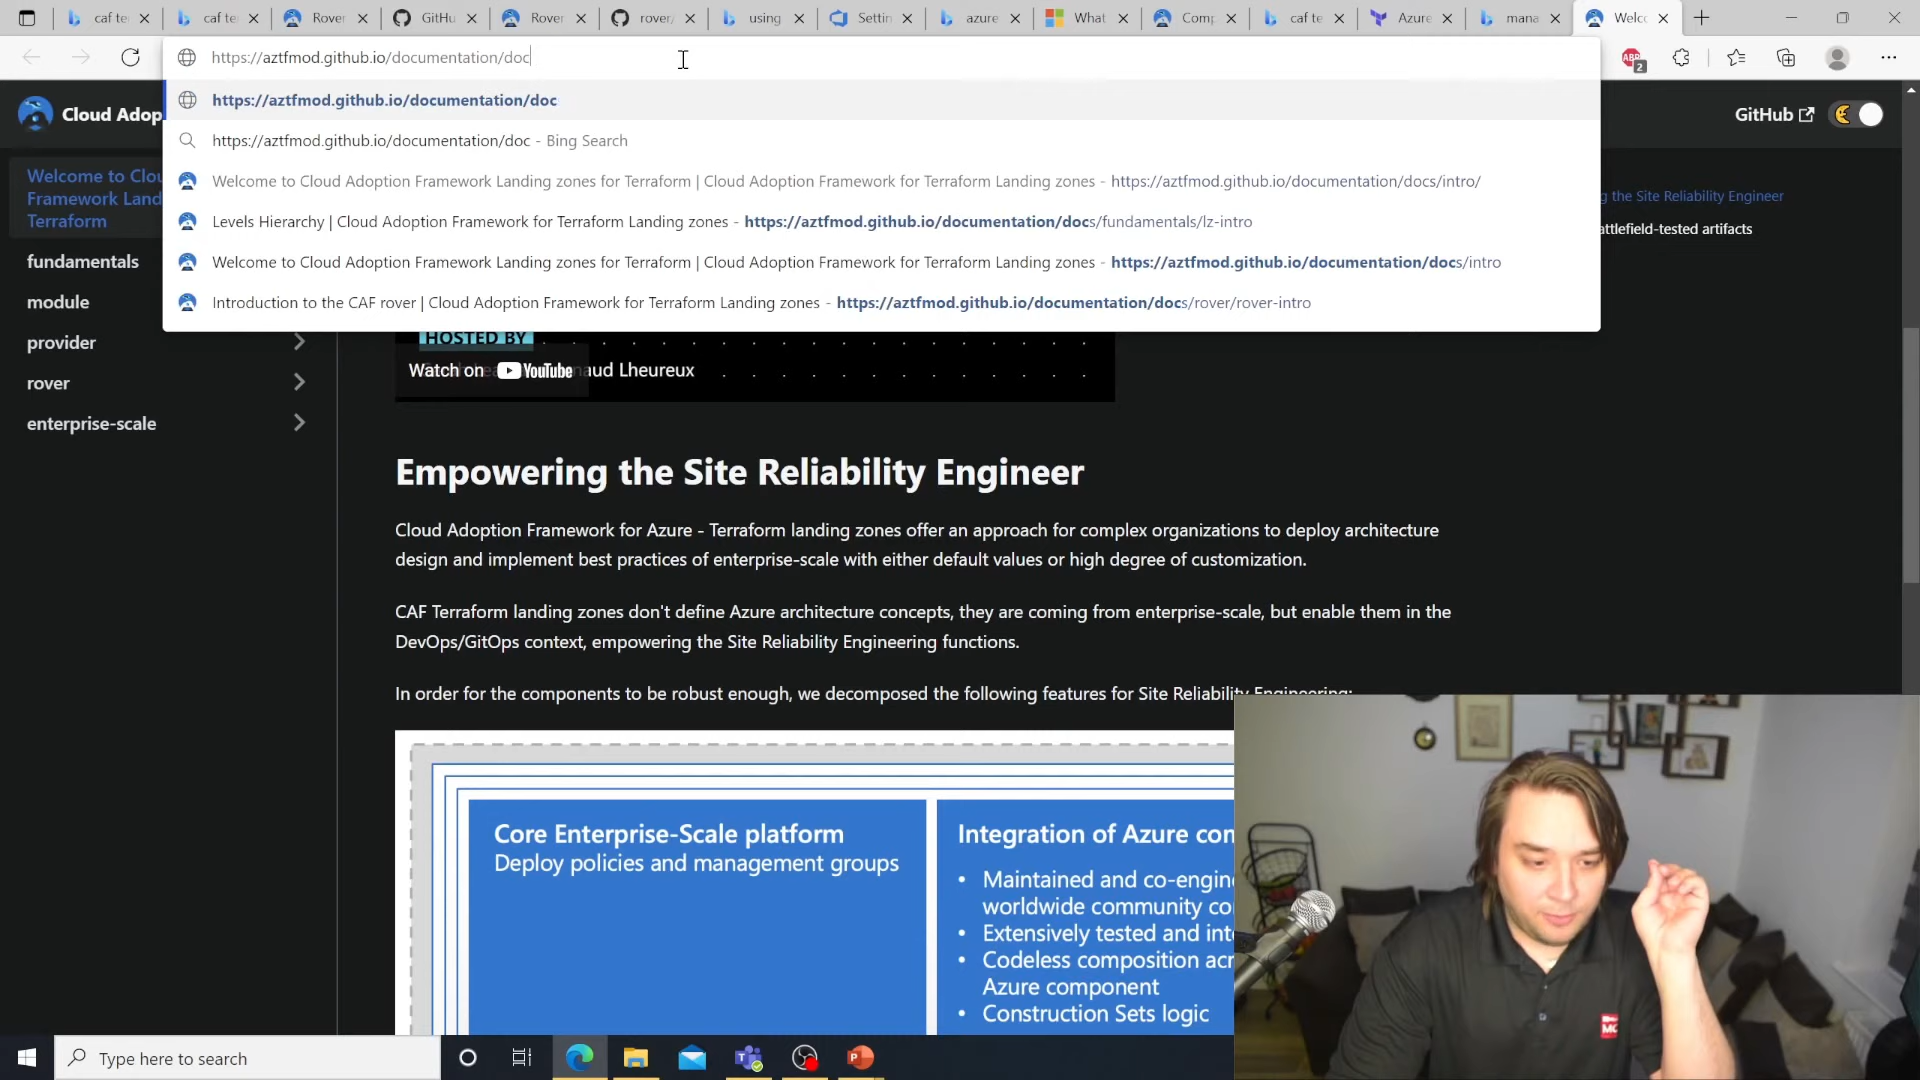 caf te
caf te
Rover
GitHu
Rover
rover/
using
Settin
azure
What
Comp
caf te
Azure
mana
Welco
https://aztfmod.github.io/documentation/doc
2
https://aztfmod.github.io/documentation/doc
https://aztfmod.github.io/documentation/doc - Bing Search
Welcome to Cloud Adoption Framework Landing zones for Terraform | Cloud Adoption Framework for Terraform Landing zones - https://aztfmod.github.io/documentation/docs/intro/
Levels Hierarchy | Cloud Adoption Framework for Terraform Landing zones - https://aztfmod.github.io/documentation/docs/fundamentals/lz-intro
Welcome to Cloud Adoption Framework Landing zones for Terraform | Cloud Adoption Framework for Terraform Landing zones - https://aztfmod.github.io/documentation/docs/intro
Introduction to the CAF rover | Cloud Adoption Framework for Terraform Landing zones - https://aztfmod.github.io/documentation/docs/rover/rover-intro
Cloud Adop
GitHub
Welcome to Clou
Framework Land
Terraform
fundamentals
module
provider
rover
enterprise-scale
g the Site Reliability Engineer
attlefield-tested artifacts
HOSTED BY
Watch on YouTube
aud Lheureux
Empowering the Site Reliability Engineer
Cloud Adoption Framework for Azure - Terraform landing zones offer an approach for complex organizations to deploy architecture
design and implement best practices of enterprise-scale with either default values or high degree of customization.
CAF Terraform landing zones don't define Azure architecture concepts, they are coming from enterprise-scale, but enable them in the
DevOps/GitOps context, empowering the Site Reliability Engineering functions.
In order for the components to be robust enough, we decomposed the following features for Site Reliability Engineering:
Core Enterprise-Scale platform
Deploy policies and management groups
Integration of Azure con
• Maintained and co-engin
worldwide community co
• Extensively tested and inte
• Codeless composition acr
Azure component
• Construction Sets logic
Type here to search